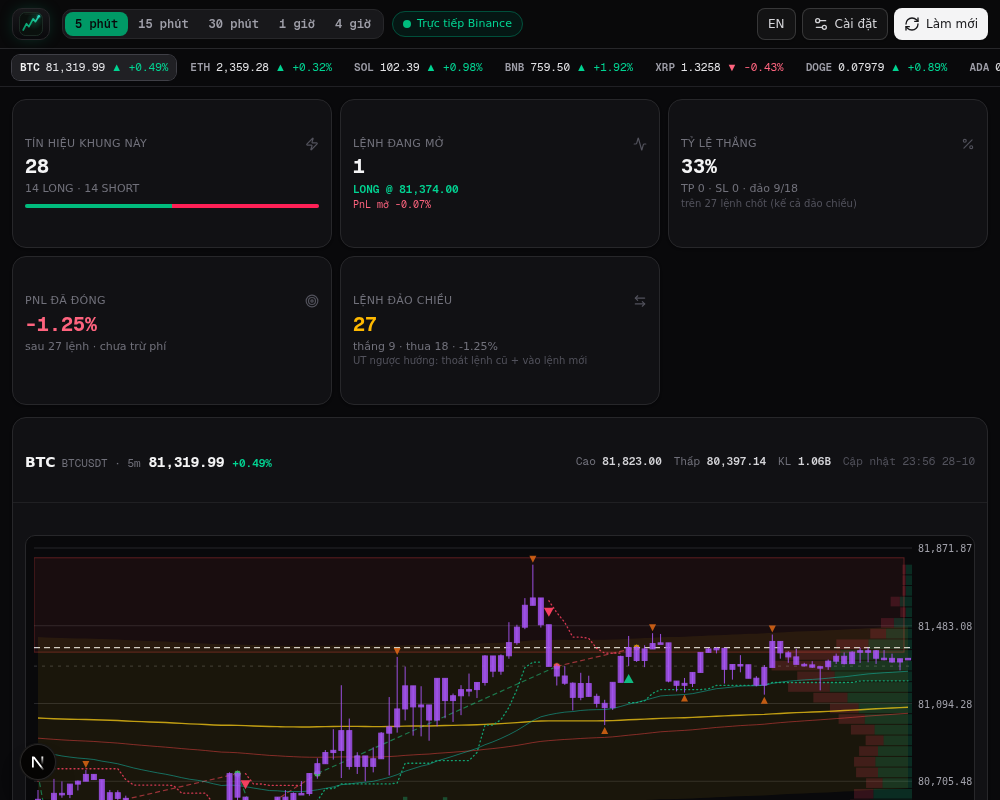 5 phút 15 phút 30 phút 1 giờ 4 giờ Trực tiếp Binance EN Cài đặt Làm mới
BTC 81,319.99 ▲ +0.49% ETH 2,359.28 ▲ +0.32% SOL 102.39 ▲ +0.98% BNB 759.50 ▲ +1.92% XRP 1.3258 ▼ -0.43% DOGE 0.07979 ▲ +0.89% ADA
TÍN HIỆU KHUNG NÀY
28
14 LONG · 14 SHORT
LỆNH ĐANG MỞ
1
LONG @ 81,374.00
PnL mở -0.07%
TỶ LỆ THẮNG
33%
TP 0 · SL 0 · đảo 9/18
trên 27 lệnh chốt (kể cả đảo chiều)
PNL ĐÃ ĐÓNG
-1.25%
sau 27 lệnh · chưa trừ phí
LỆNH ĐẢO CHIỀU
27
thắng 9 · thua 18 · -1.25%
UT ngược hướng: thoát lệnh cũ + vào lệnh mới
BTC BTCUSDT · 5m 81,319.99 +0.49% Cao 81,823.00 Thấp 80,397.14 KL 1.06B Cập nhật 23:56 28-10
81,871.87
81,483.08
81,094.28
80,705.48
N